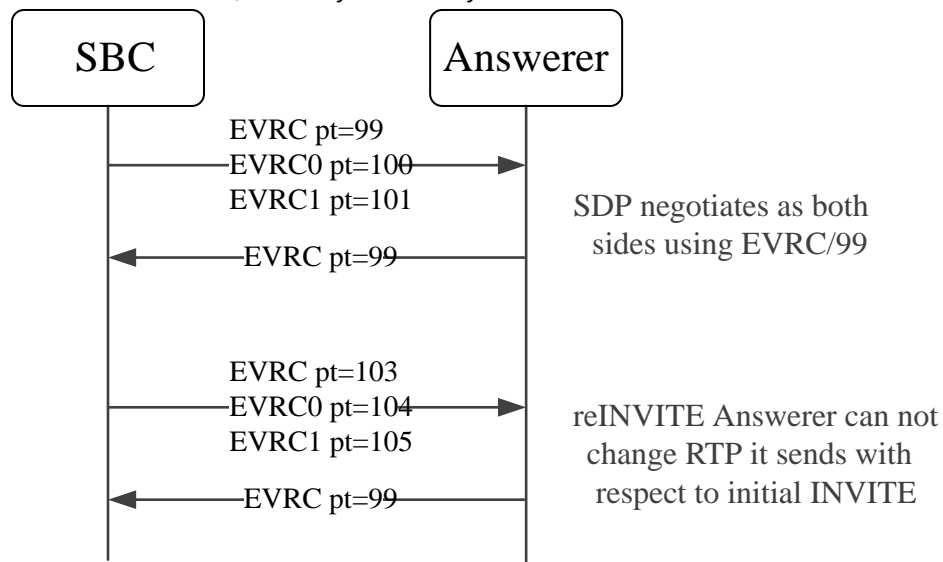 SBC
Answerer
EVRC pt=99
EVRC0 pt=100
EVRC1 pt=101
SDP negotiates as both
sides using EVRC/99
EVRC pt=99
EVRC pt=103
EVRC0 pt=104
EVRC1 pt=105
reINVITE Answerer can not
change RTP it sends with
respect to initial INVITE
EVRC pt=99